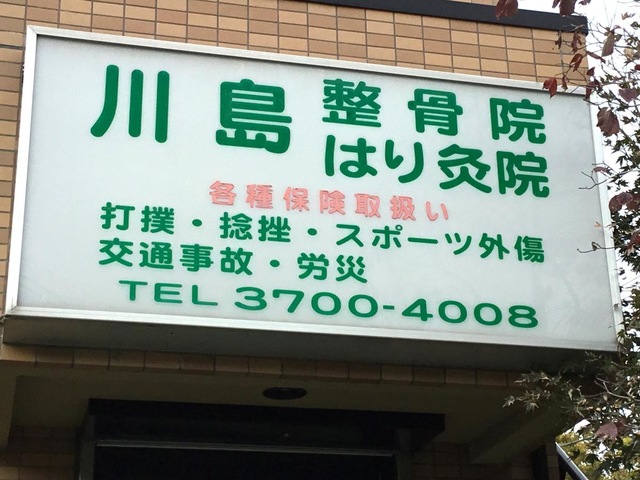 川島 整骨院
はり灸院
各種保険取扱い
打撲・捻挫・スポーツ外傷
交通事故・労災
TEL 3700-4008